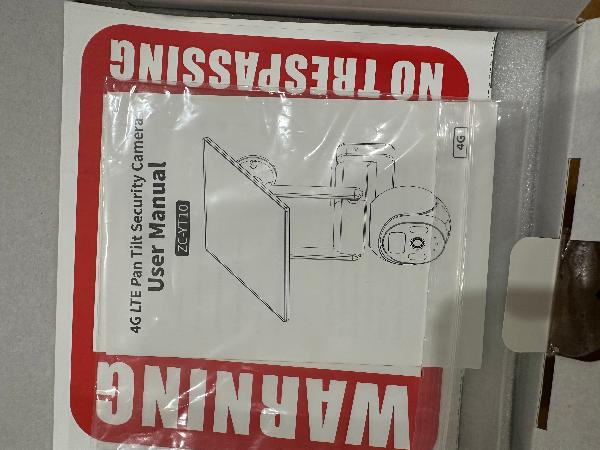 WARNING
NO TRESPASSING
4G LTE Pan Tilt Security Camera
User Manual
ZC-YT10
4G